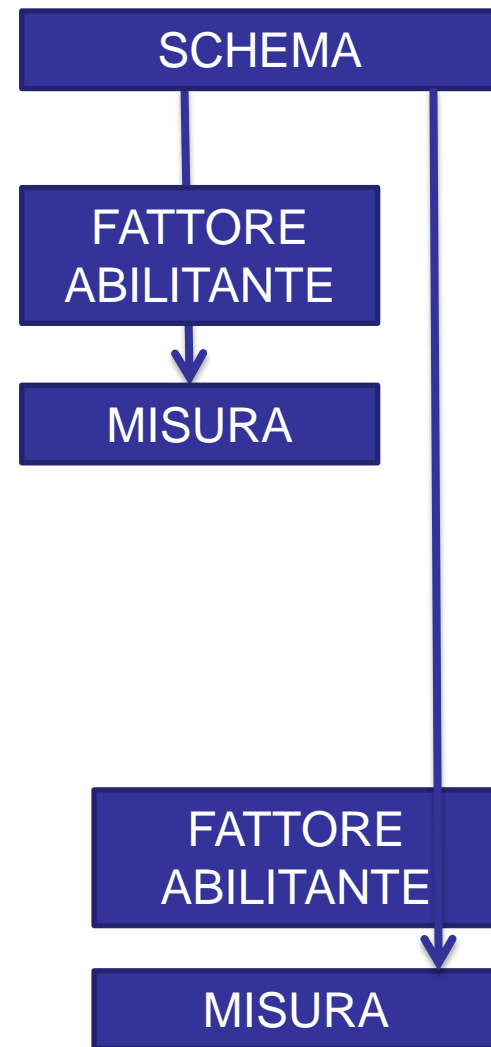 SCHEMA
FATTORE
ABILITANTE
MISURA
FATTORE
ABILITANTE
MISURA